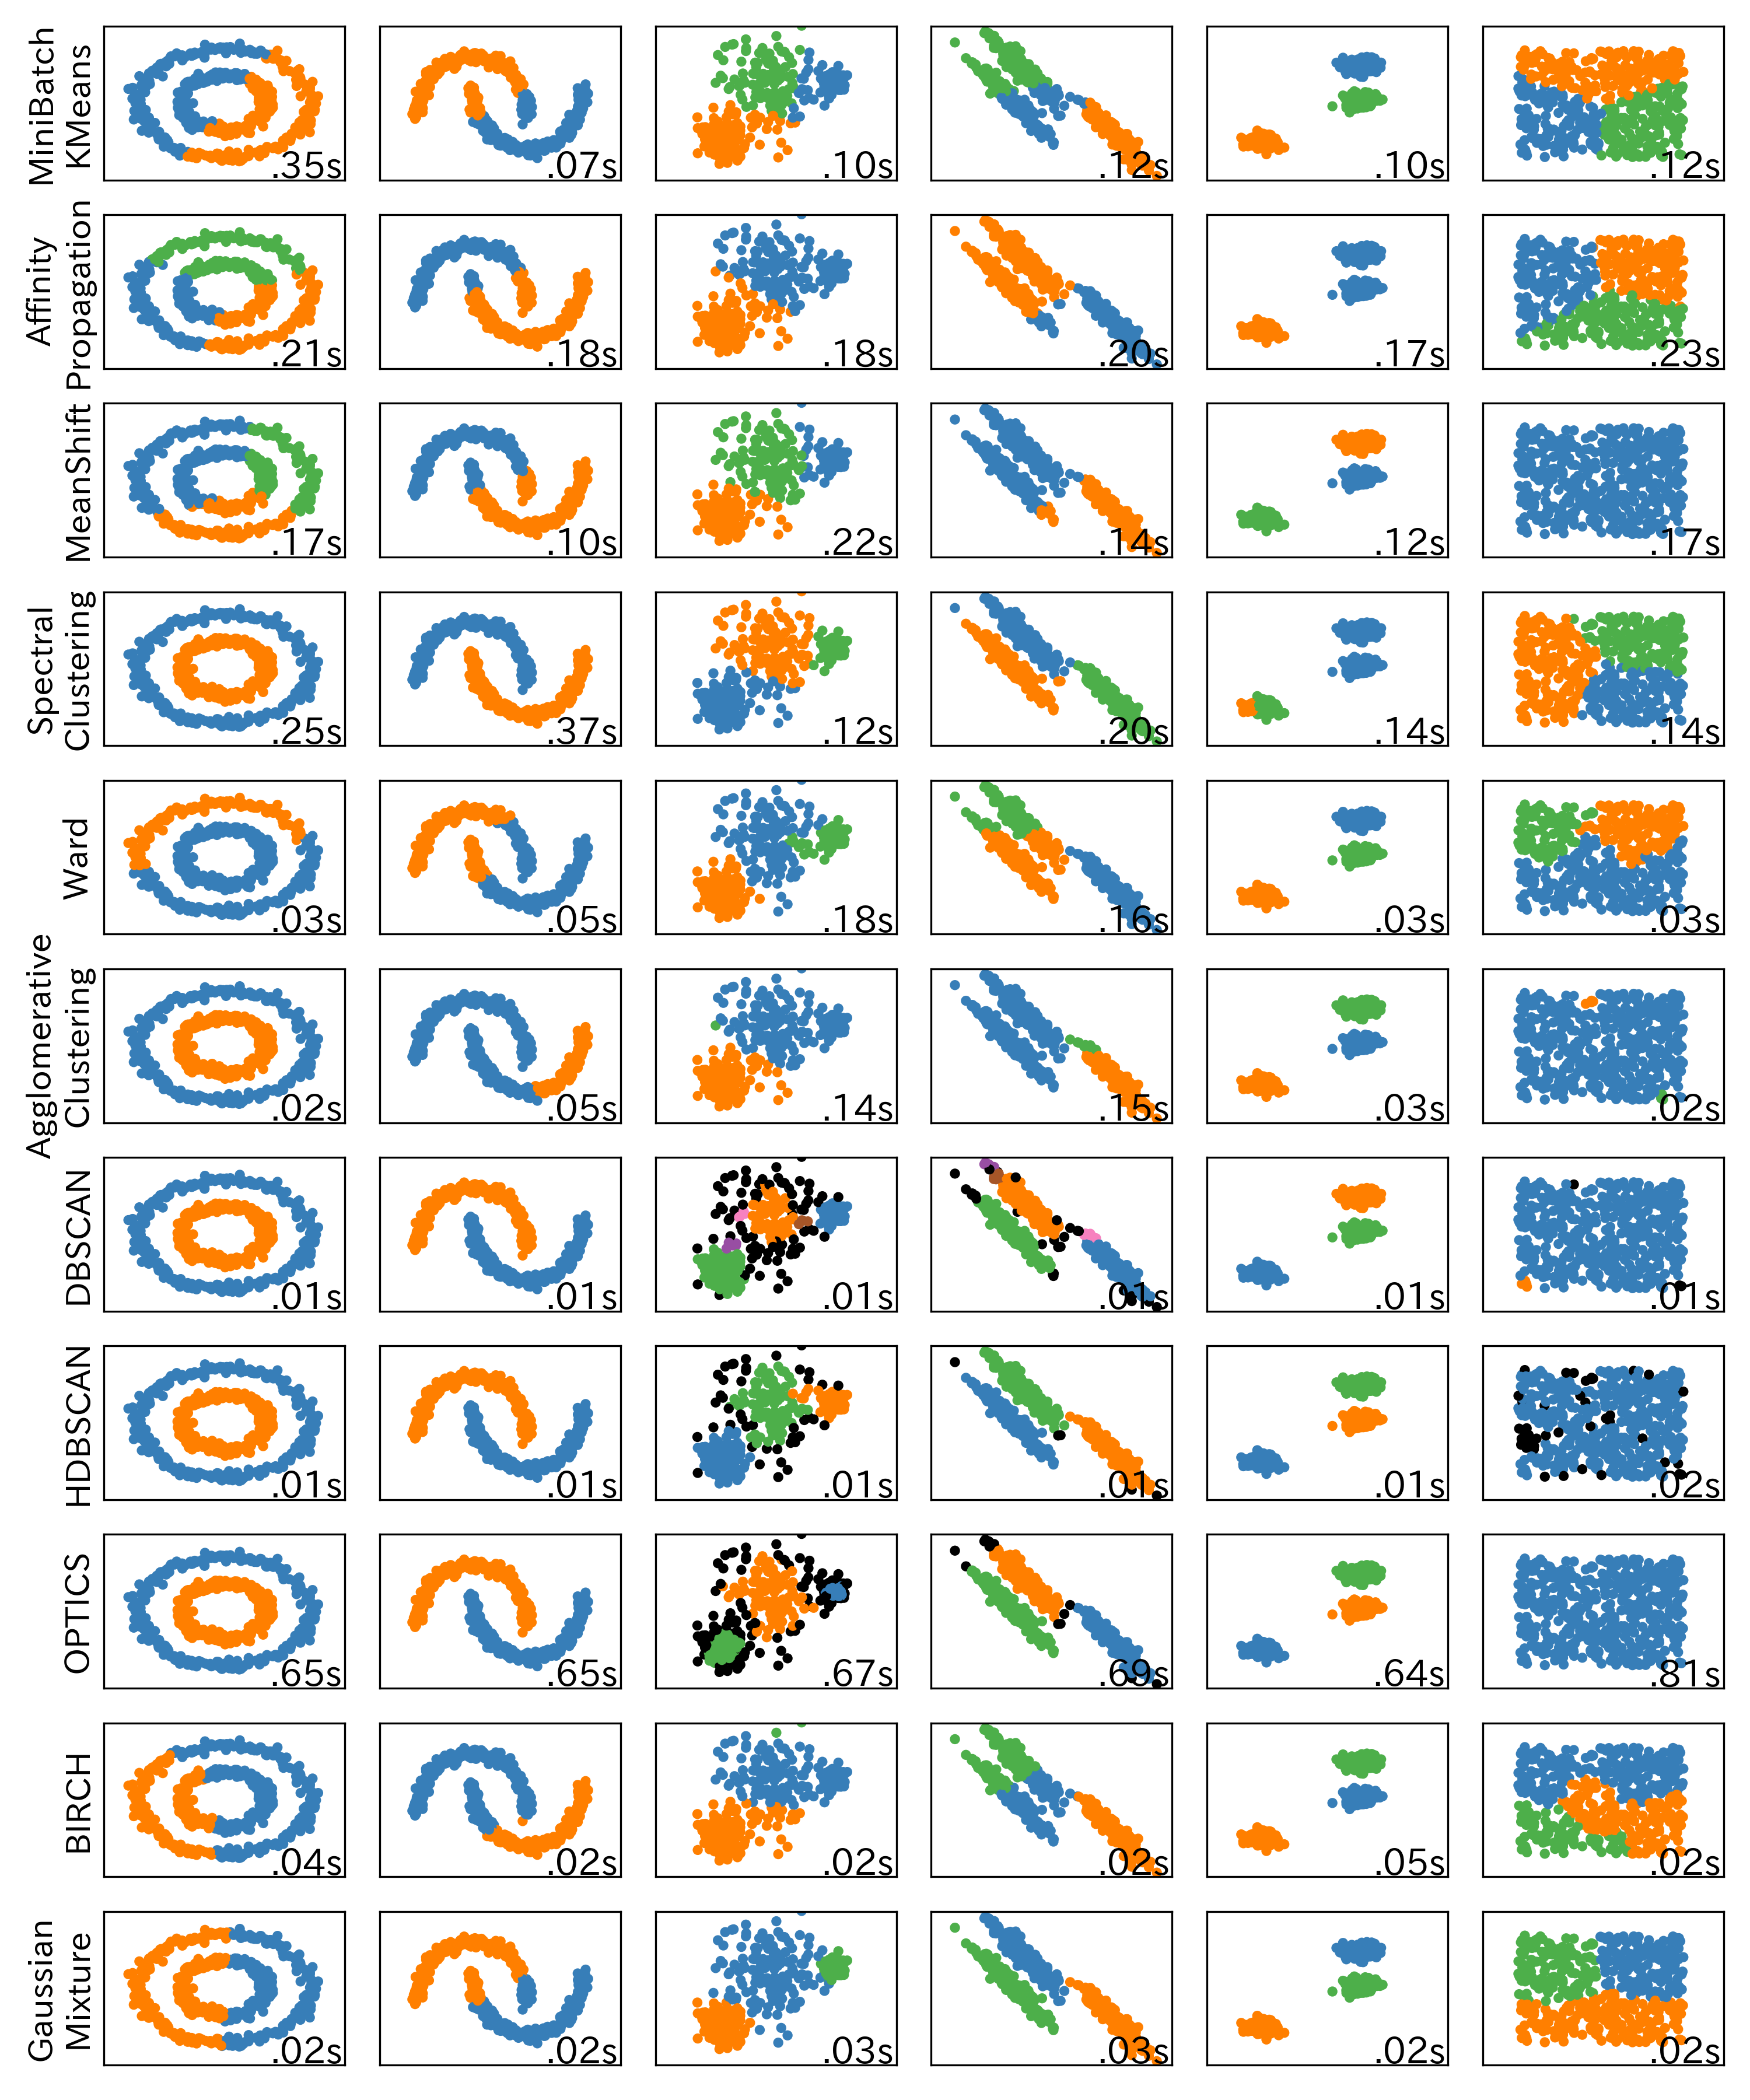 MiniBatch
KMeans
.35s
.07s
.10s
.12s
.10s
.12s
Affinity
Propagation
.21s
.18s
.18s
.20s
.17s
.23s
MeanShift
.17s
.10s
.22s
.14s
.12s
.17s
Spectral
Clustering
.25s
.37s
.12s
.20s
.14s
.14s
Ward
.03s
.05s
.18s
.16s
.03s
.03s
Agglomerative
Clustering
.02s
.05s
.14s
.15s
.03s
.02s
DBSCAN
.01s
.01s
.01s
.01s
.01s
.01s
HDBSCAN
.01s
.01s
.01s
.01s
.01s
.02s
OPTICS
.65s
.65s
.67s
.69s
.64s
.81s
BIRCH
.04s
.02s
.02s
.02s
.05s
.02s
Gaussian
Mixture
.02s
.02s
.03s
.03s
.02s
.02s